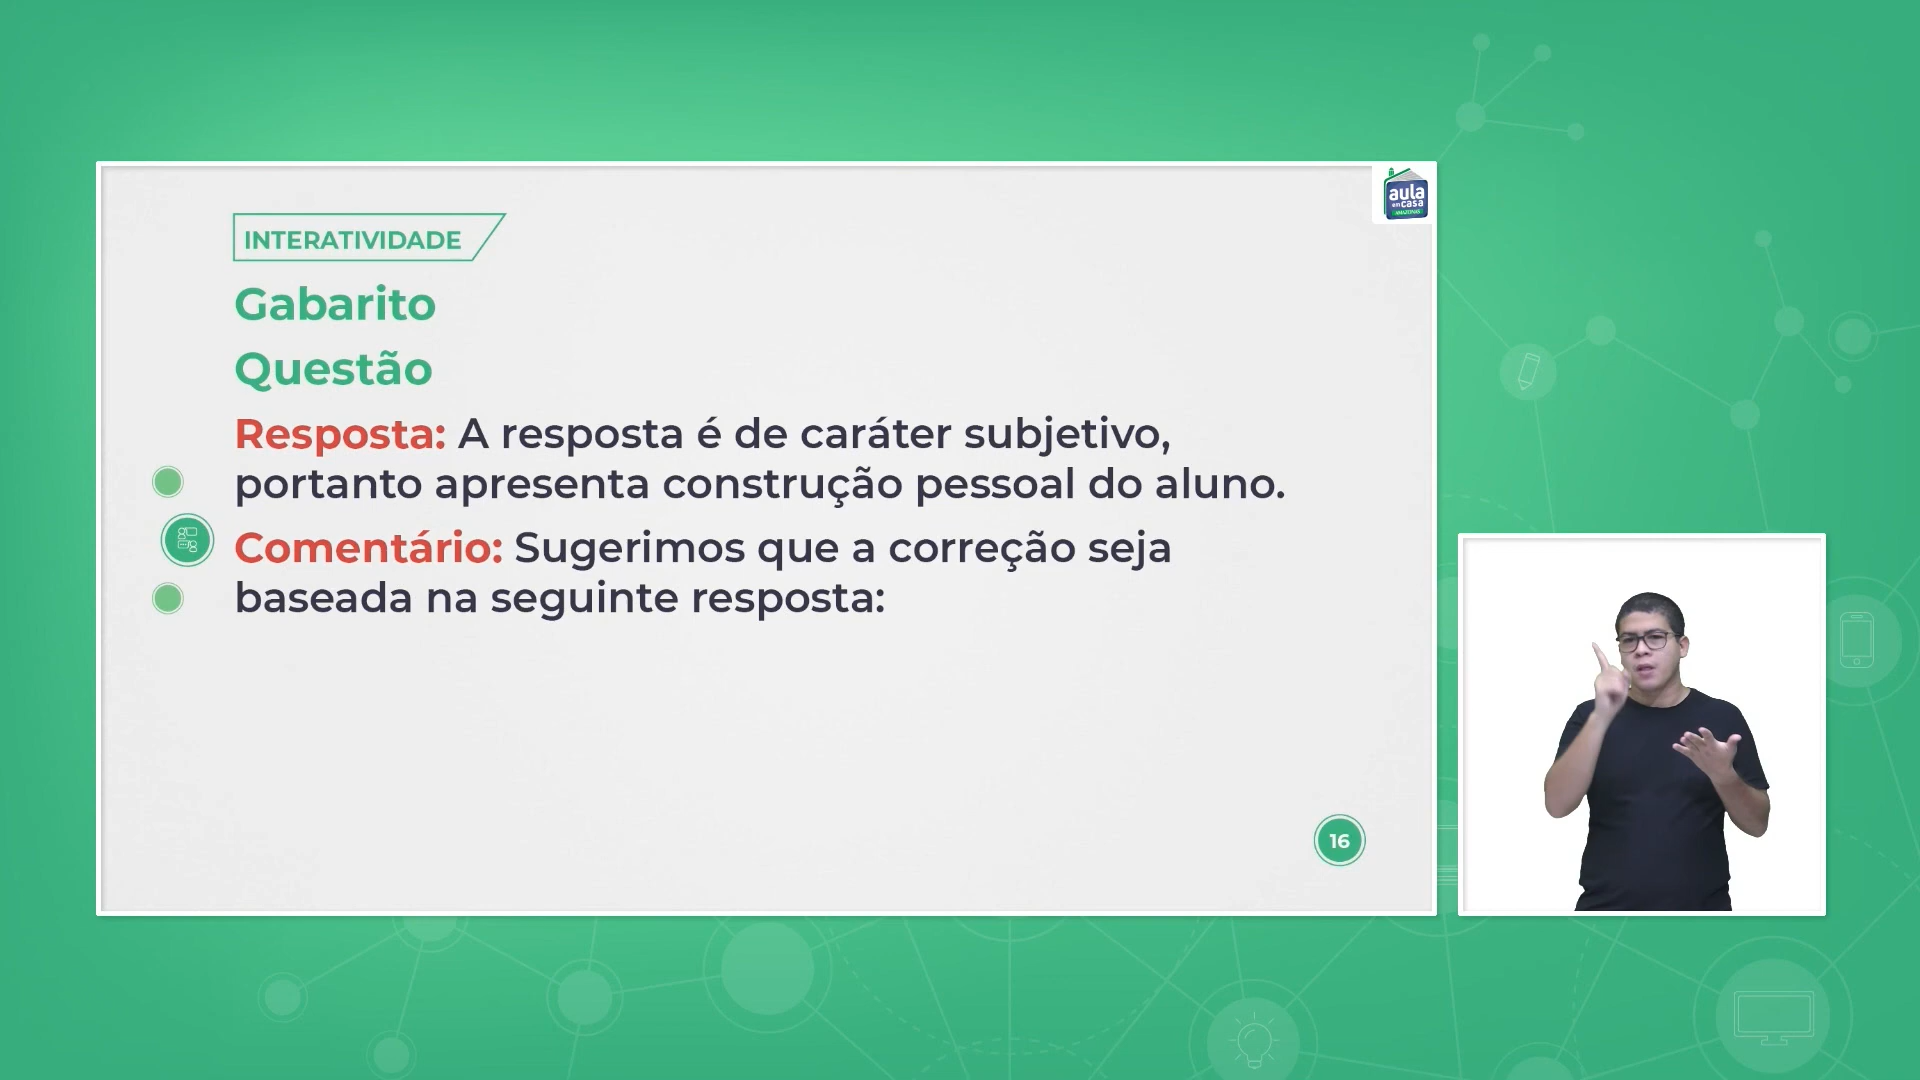 aula
em casa
AMAZONAS
INTERATIVIDADE
Gabarito
Questão
Resposta: A resposta é de caráter subjetivo,
portanto apresenta construção pessoal do aluno.
Comentário: Sugerimos que a correção seja
baseada na seguinte resposta:
16